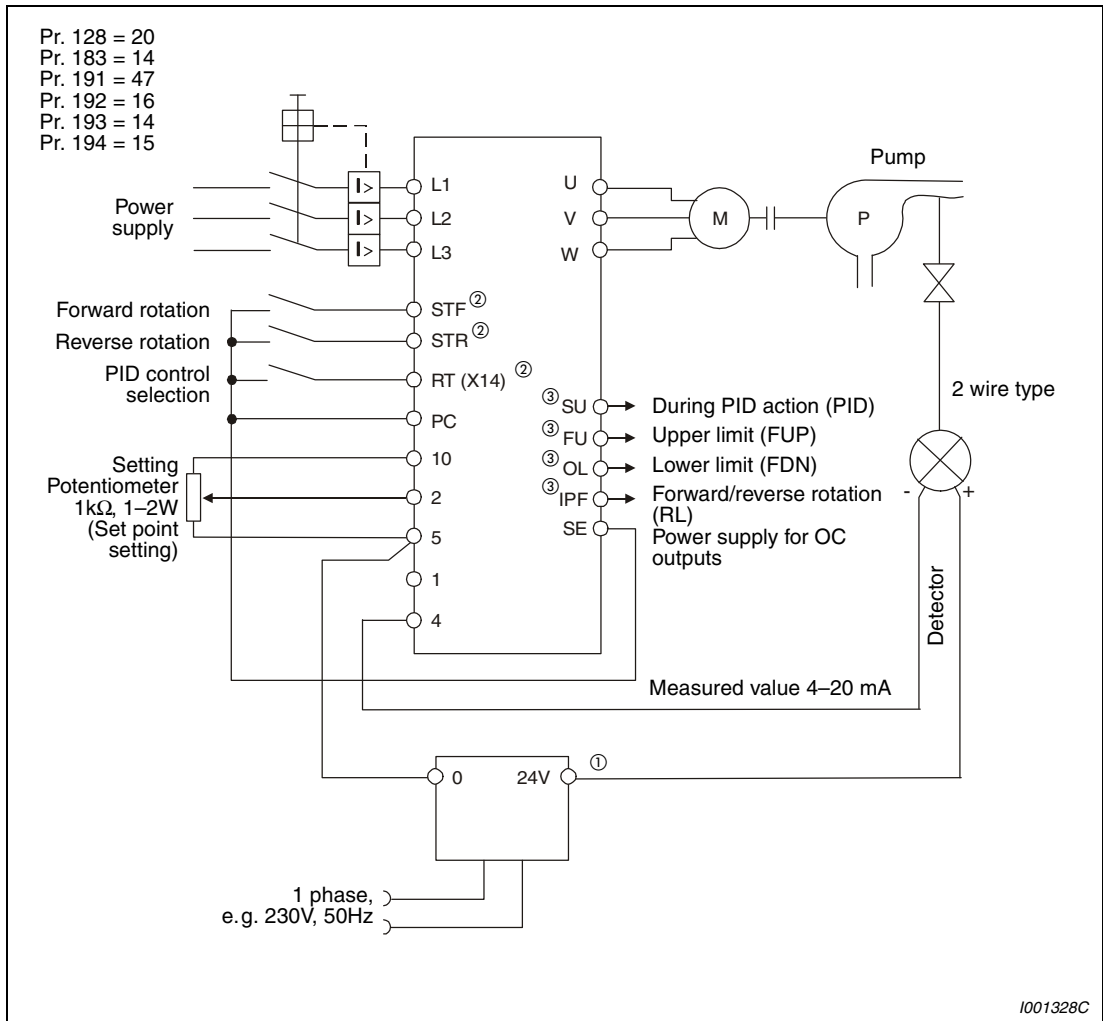 Pr. 128 = 20
Pr. 183 = 14
Pr. 191 = 47
Pr. 192 = 16
Pr. 193 = 14
Pr. 194 = 15
Power
supply
I>
I>
I>
L1
L2
L3
U
V
W
M
Pump
P
Forward rotation
Reverse rotation
PID control
selection
STF ②
STR ②
RT (X14) ②
PC
Setting
Potentiometer
1kΩ, 1–2W
(Set point
setting)
10
2
5
1
4
③ SU
③ FU
③ OL
③ IPF
SE
During PID action (PID)
Upper limit (FUP)
Lower limit (FDN)
Forward/reverse rotation
(RL)
Power supply for OC
outputs
2 wire type
- +
Detector
Measured value 4–20 mA
0 24V ①
1 phase,
e.g. 230V, 50Hz
I001328C